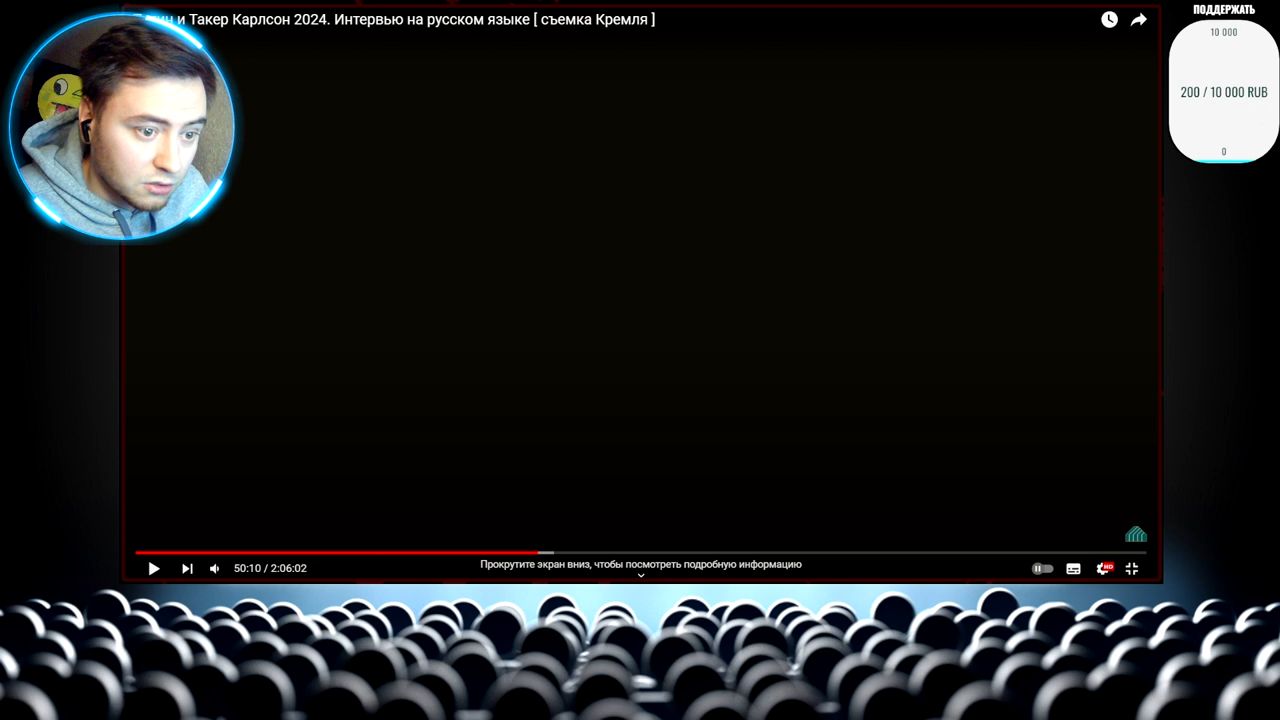 и Такер Карлсон 2024. Интервью на русском языке [ съемка Кремля ]
ПОДДЕРЖАТЬ
10 000
200 / 10 000 RUB
0
50:10 / 2:06:02
Прокрутите экран вниз, чтобы посмотреть подробную информацию
HD